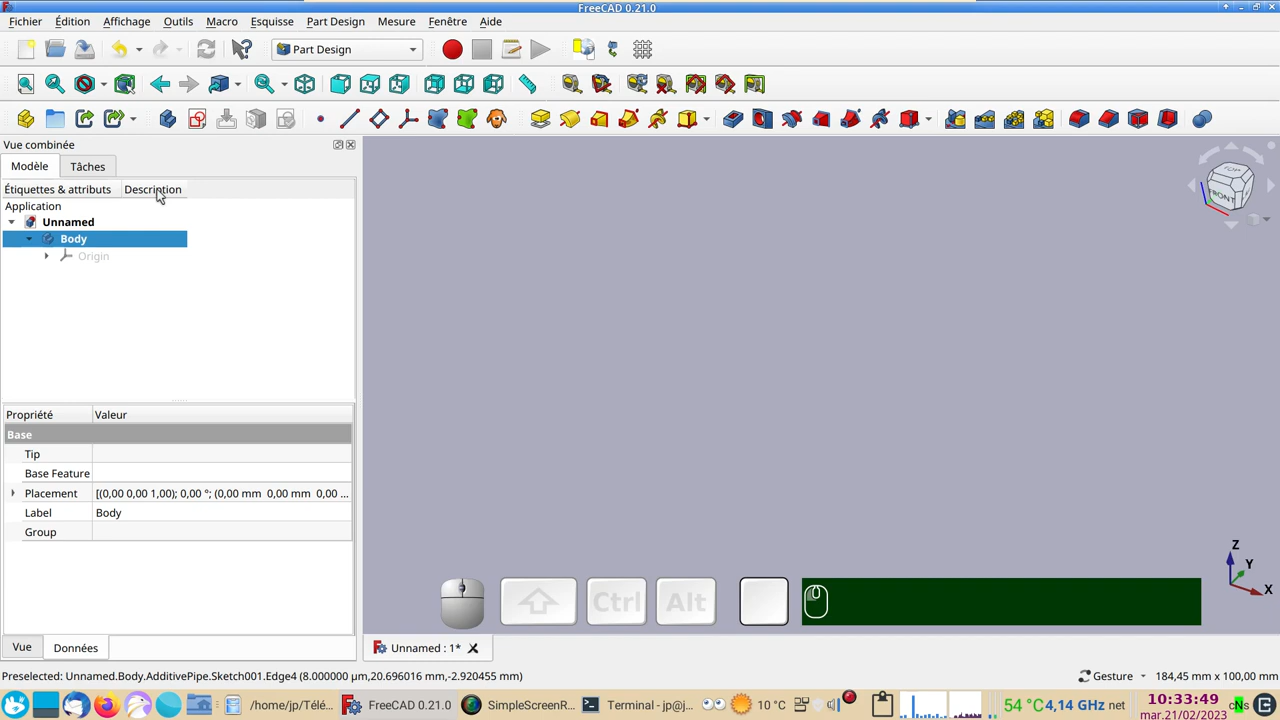 FreeCAD 0.21.0
Fichier Édition Affichage Outils Macro Esquisse Part Design Mesure Fenêtre Aide
Part Design
Vue combinée
Modèle Tâches
Étiquettes & attributs Description
Application
Unnamed
Body
Origin
TOP
FRONT
Propriété Valeur
Base
Tip
Base Feature
Placement [(0,00 0,00 1,00); 0,00 °; (0,00 mm 0,00 mm 0,00 ...
Label Body
Group
Z
Y
X
Ctrl Alt
Vue Données
Unnamed : 1*
Preselected: Unnamed.Body.AdditivePipe.Sketch001.Edge4 (8.000000 µm,20.696016 mm,-2.920455 mm)
Gesture 184,45 mm x 100,00 mm
/home/jp/Télé... FreeCAD 0.21.0 SimpleScreenR... Terminal - jp@j... 10 °C 54 °C 4,14 GHz net 10:33:49
mar.21/02/2023